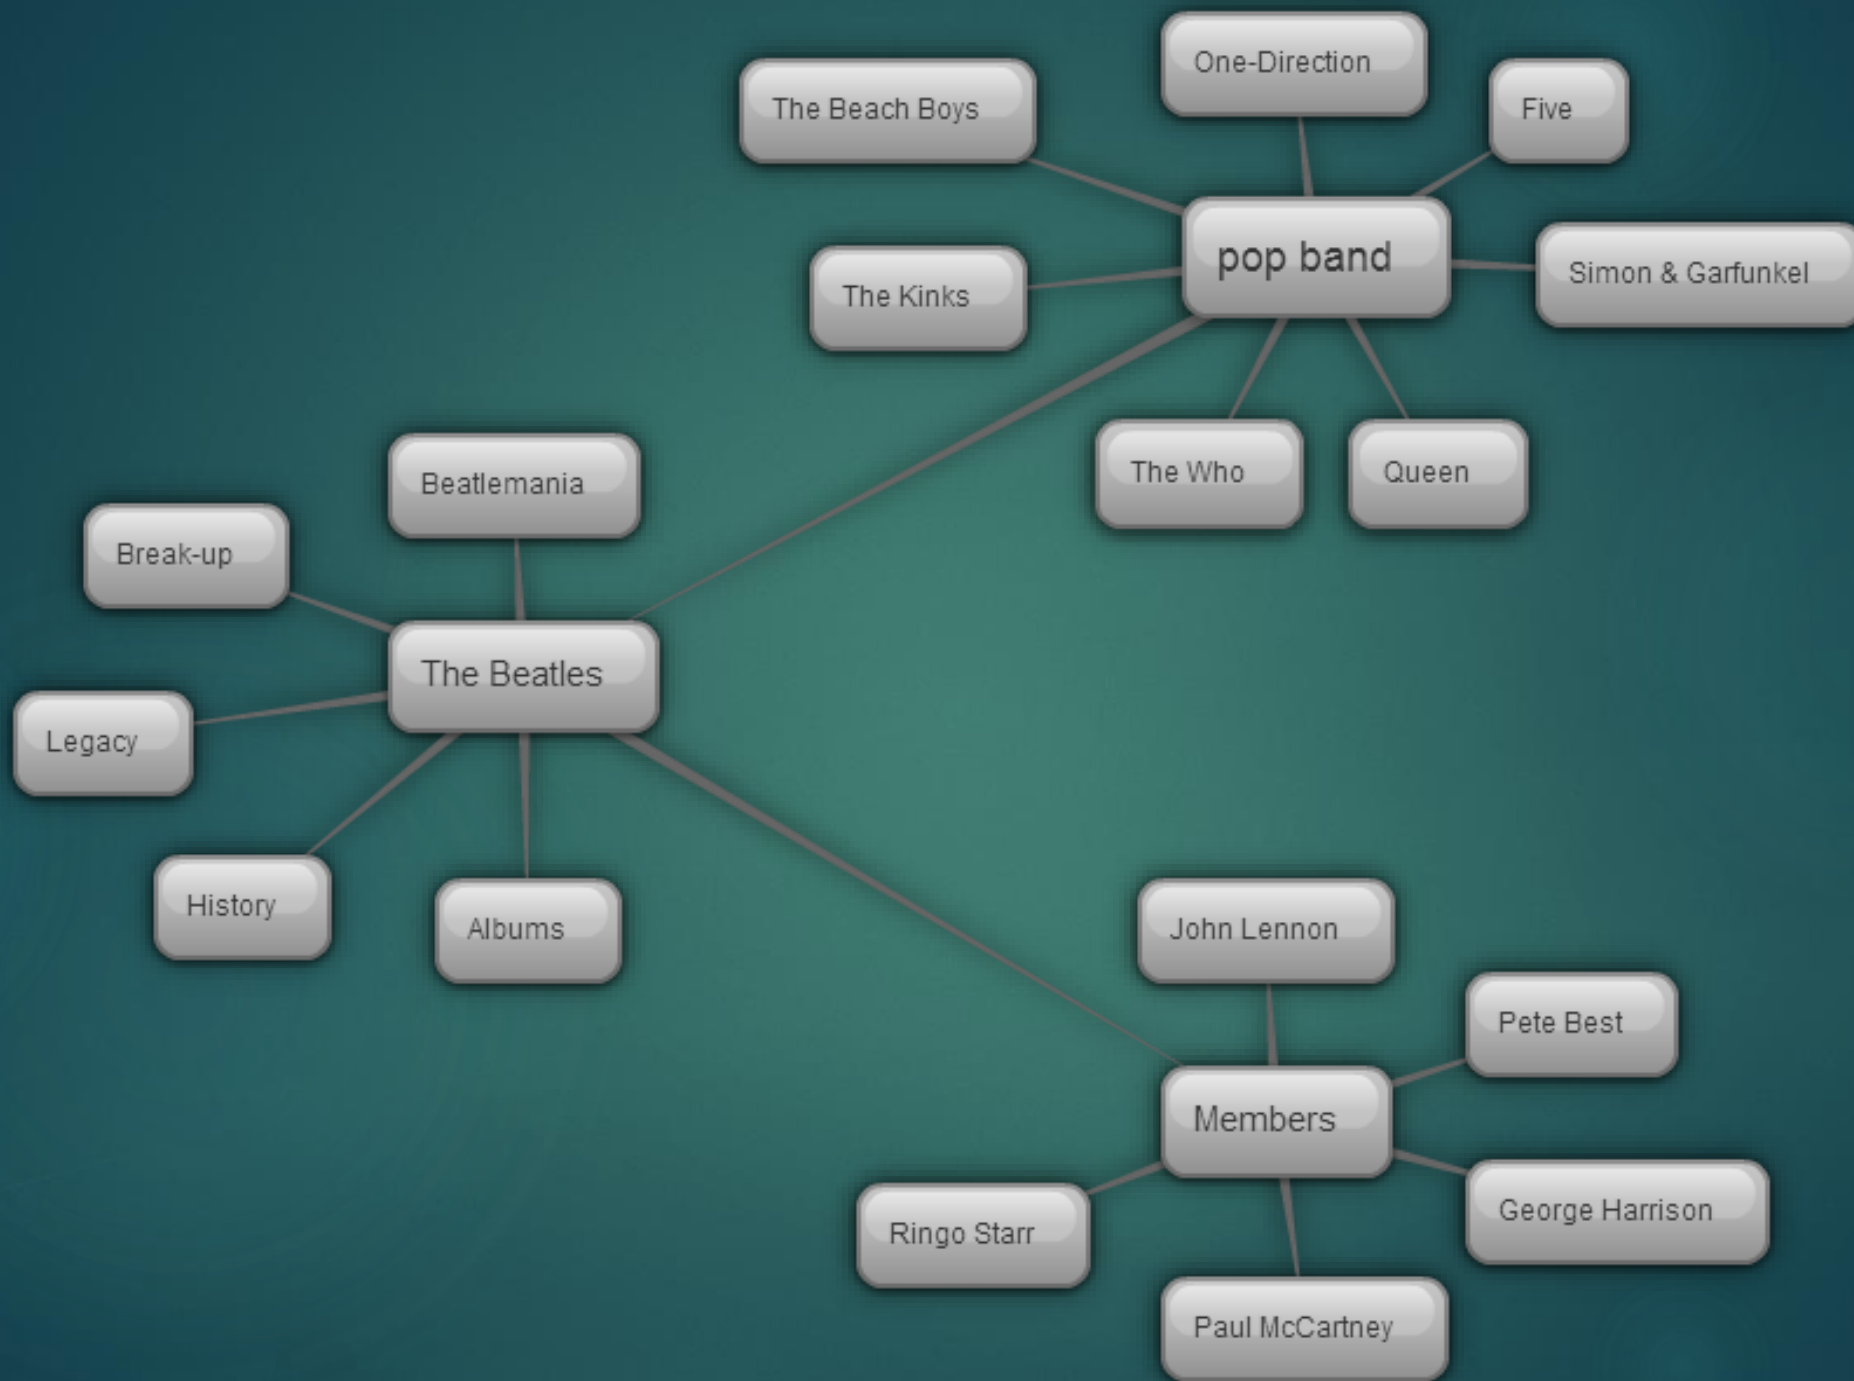 One-Direction
The Beach Boys
Five
pop band
Simon & Garfunkel
The Kinks
The Who
Queen
Beatlemania
Break-up
The Beatles
Legacy
History
Albums
John Lennon
Pete Best
Members
George Harrison
Ringo Starr
Paul McCartney